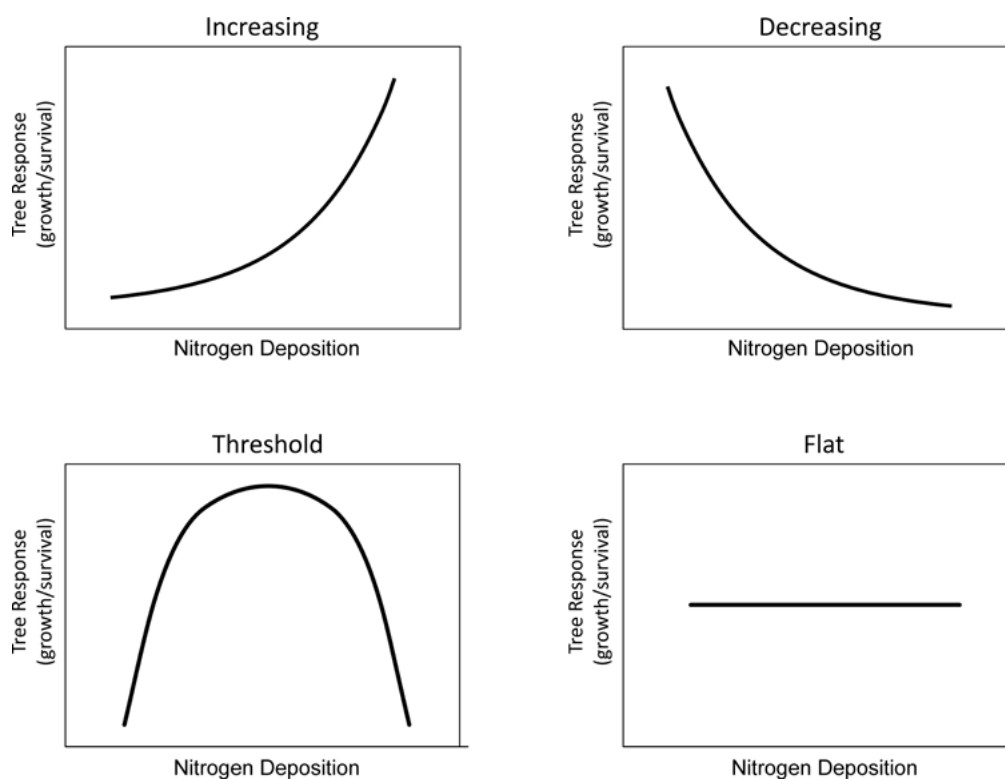 Increasing
Tree Response
(growth/survival)
Nitrogen Deposition
Decreasing
Tree Response
(growth/survival)
Nitrogen Deposition
Threshold
Tree Response
(growth/survival)
Nitrogen Deposition
Flat
Tree Response
(growth/survival)
Nitrogen Deposition